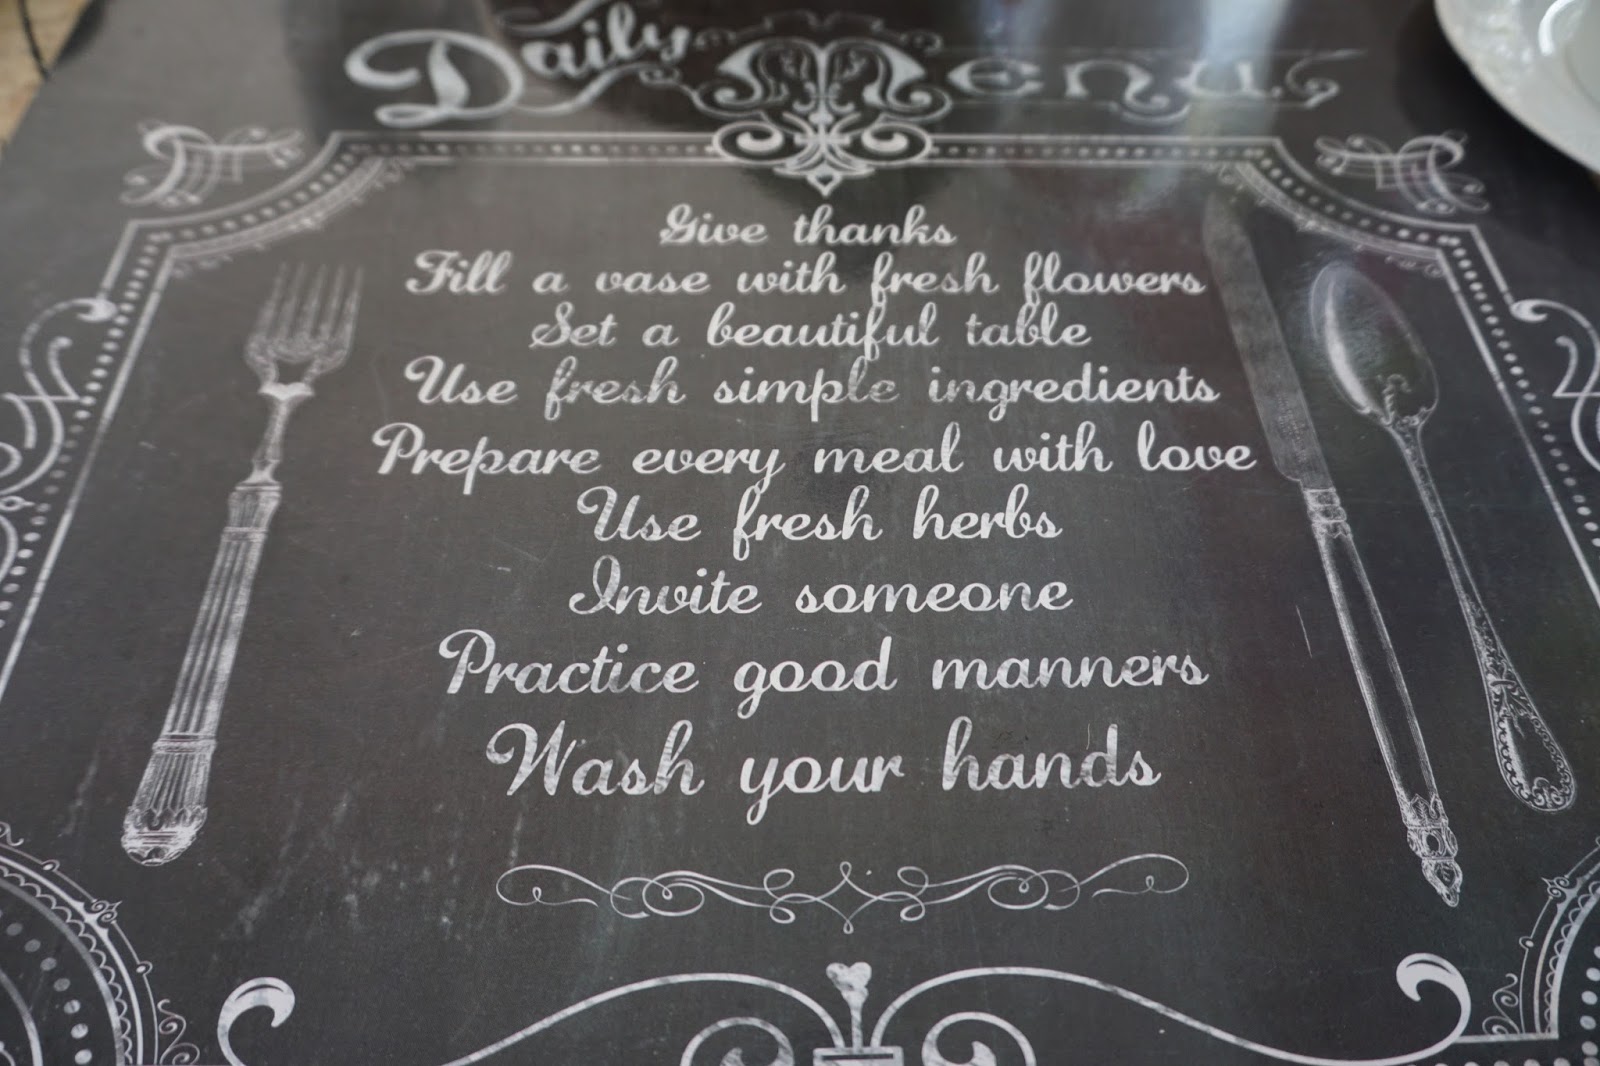 Daily Menu
Give thanks
Fill a vase with fresh flowers
Set a beautiful table
Use fresh simple ingredients
Prepare every meal with love
Use fresh herbs
Invite someone
Practice good manners
Wash your hands